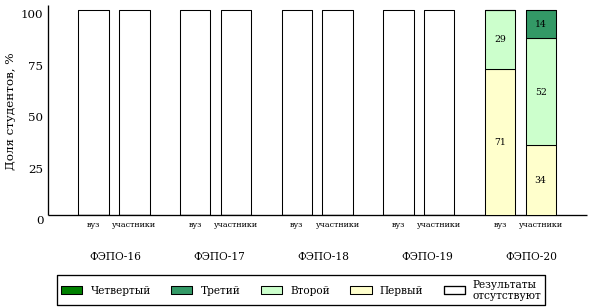 Доля студентов, %
100
75
50
25
0
29
71
14
52
34
вуз участники вуз участники вуз участники вуз участники вуз участники
ФЭПО-16 ФЭПО-17 ФЭПО-18 ФЭПО-19 ФЭПО-20
Четвертый Третий Второй Первый Результаты
отсутствуют